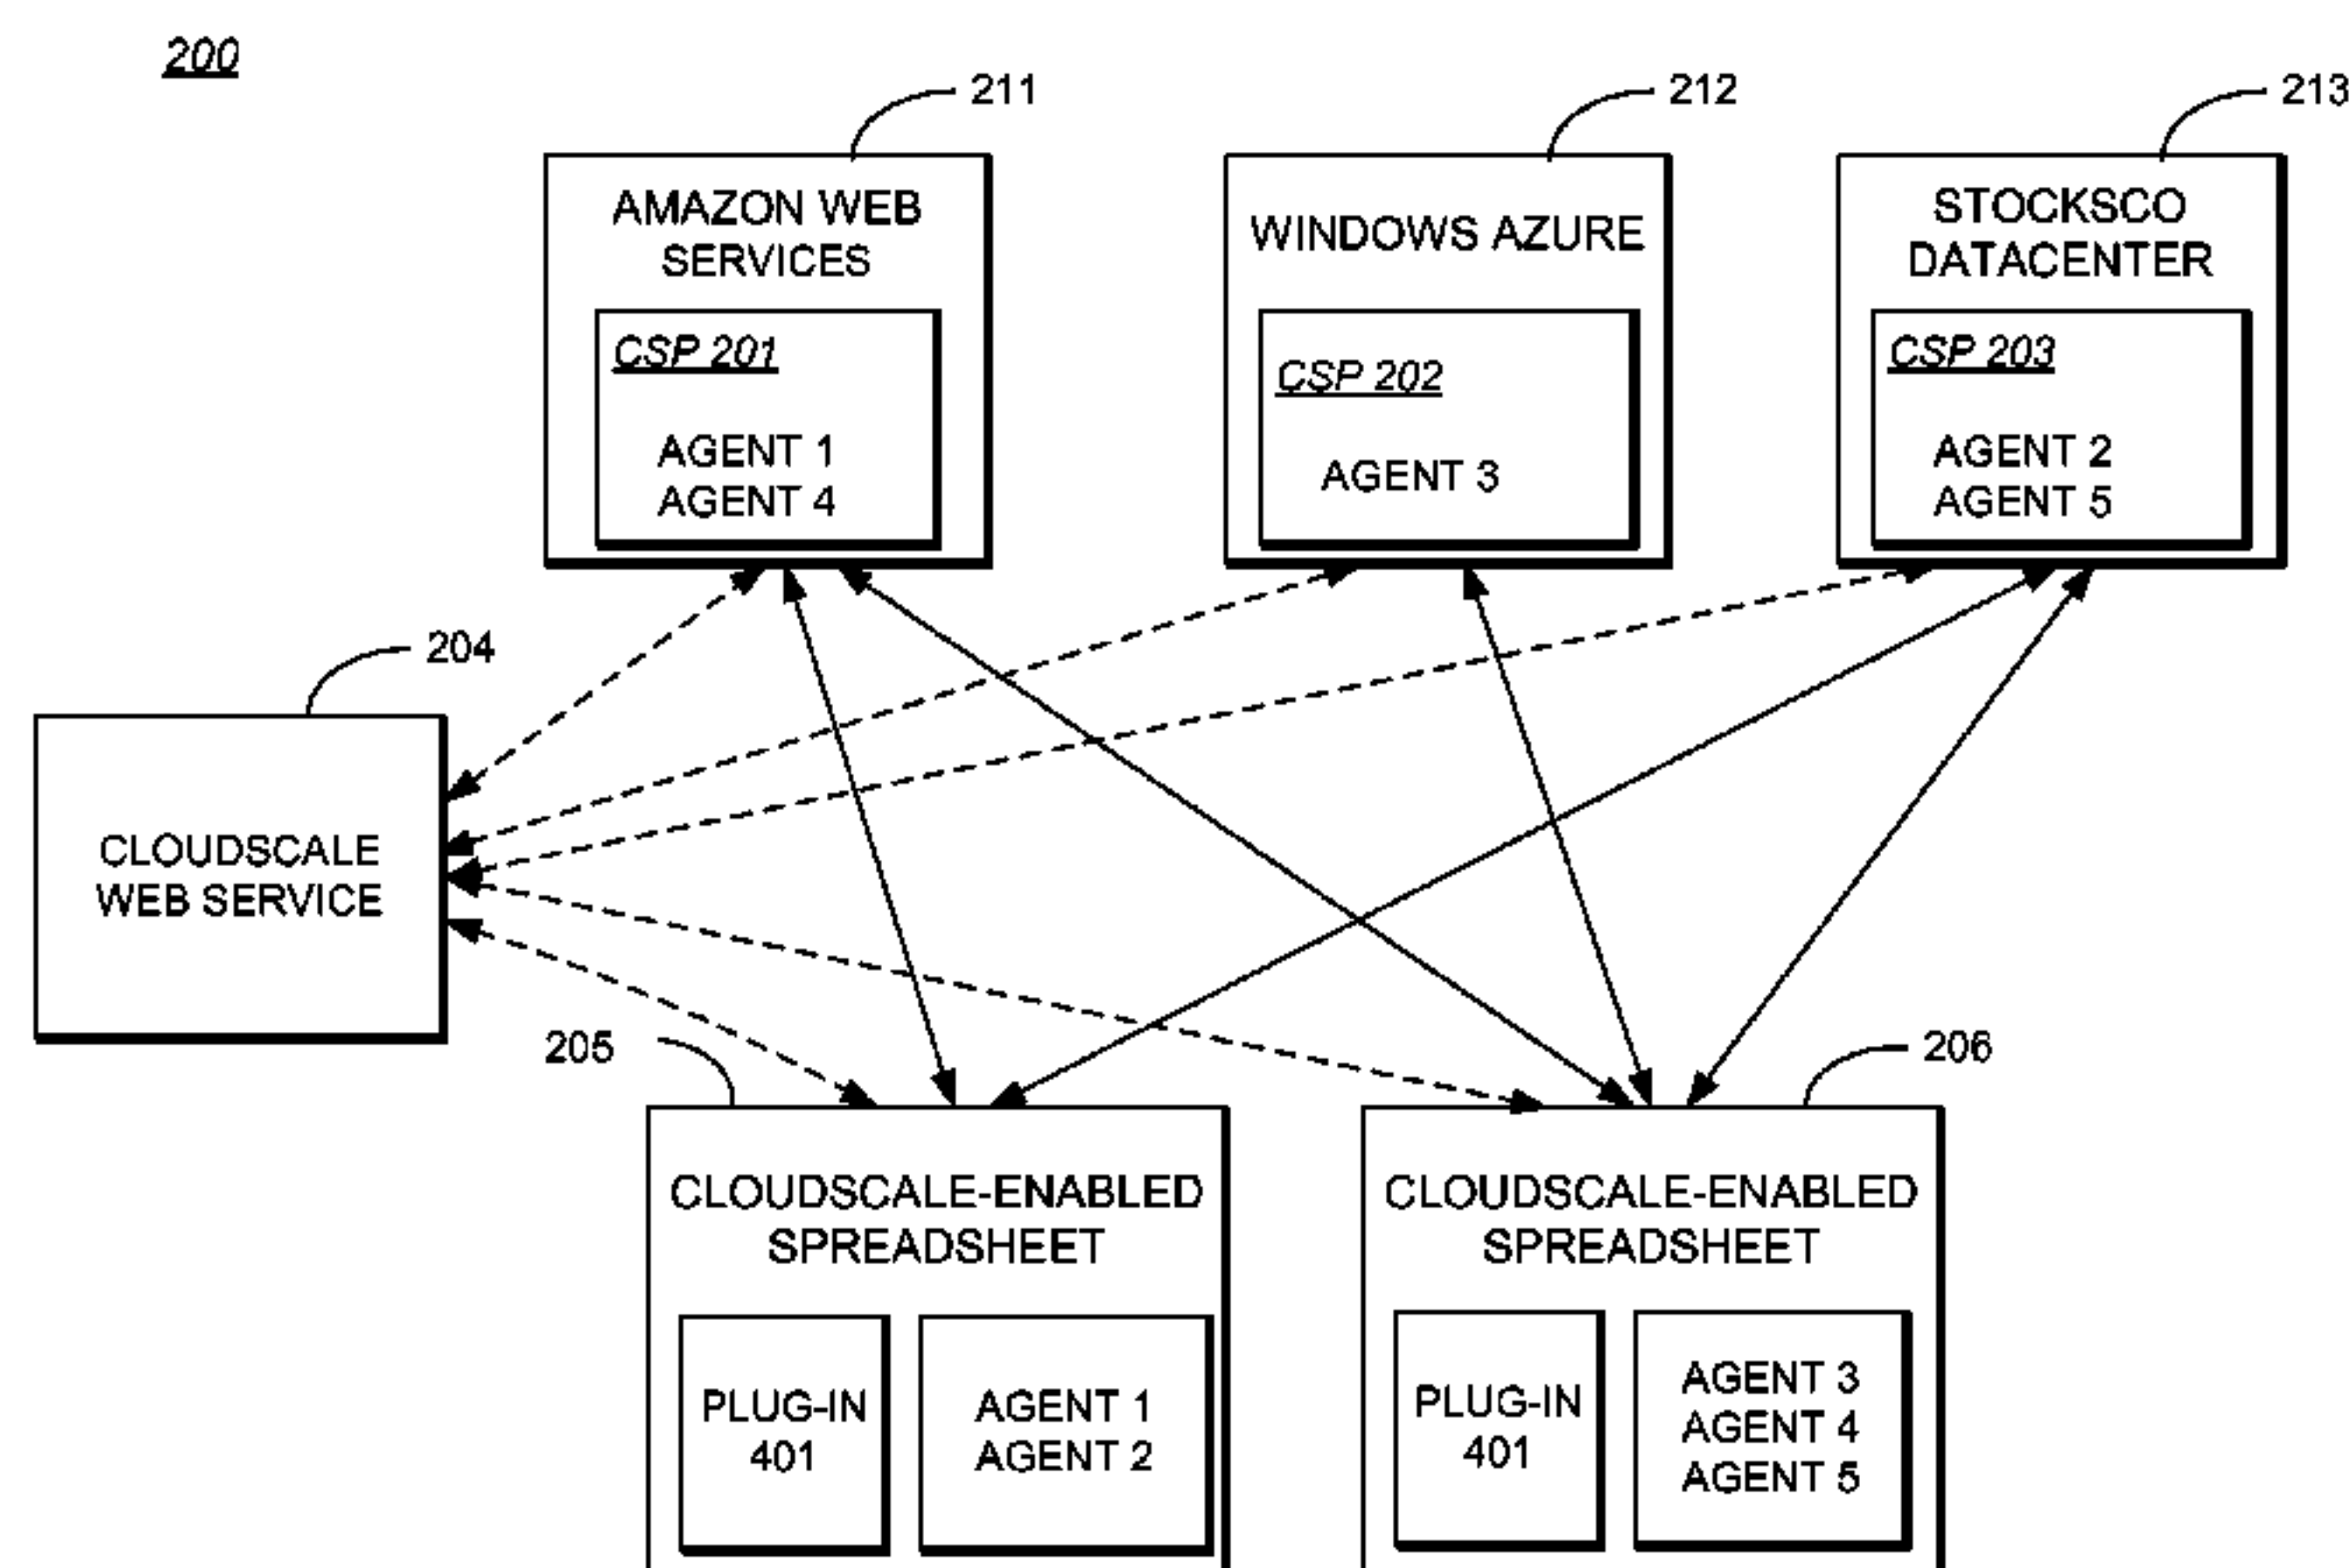 200
211
212
213
AMAZON WEB
SERVICES
CSP 201
AGENT 1
AGENT 4
WINDOWS AZURE
CSP 202
AGENT 3
STOCKSCO
DATACENTER
CSP 203
AGENT 2
AGENT 5
204
CLOUDSCALE
WEB SERVICE
205
206
CLOUDSCALE-ENABLED
SPREADSHEET
PLUG-IN
401
AGENT 1
AGENT 2
CLOUDSCALE-ENABLED
SPREADSHEET
PLUG-IN
401
AGENT 3
AGENT 4
AGENT 5